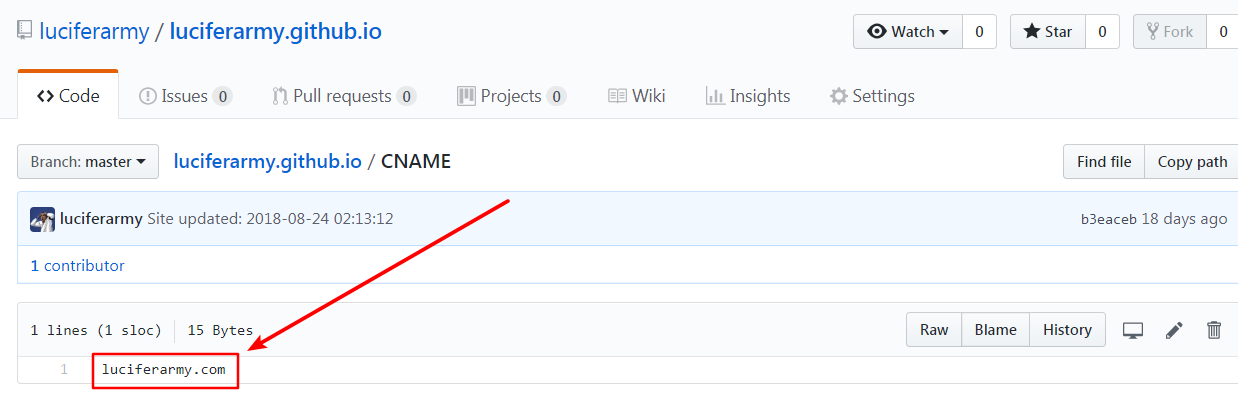 luciferarmy / luciferarmy.github.io
Watch 0 Star 0 Fork 0
Code Issues 0 Pull requests 0 Projects 0 Wiki Insights Settings
Branch: master luciferarmy.github.io / CNAME Find file Copy path
luciferarmy Site updated: 2018-08-24 02:13:12 b3eaceb 18 days ago
1 contributor
1 lines (1 sloc) 15 Bytes Raw Blame History
1 luciferarmy.com